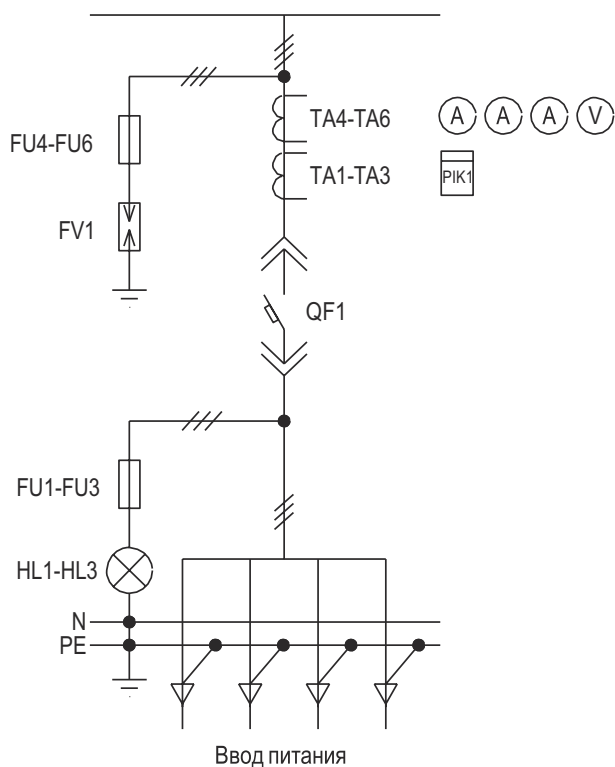 TA4-TA6
A A A V
FU4-FU6
TA1-TA3
PIK1
FV1
QF1
FU1-FU3
HL1-HL3
N
PE
Ввод питания